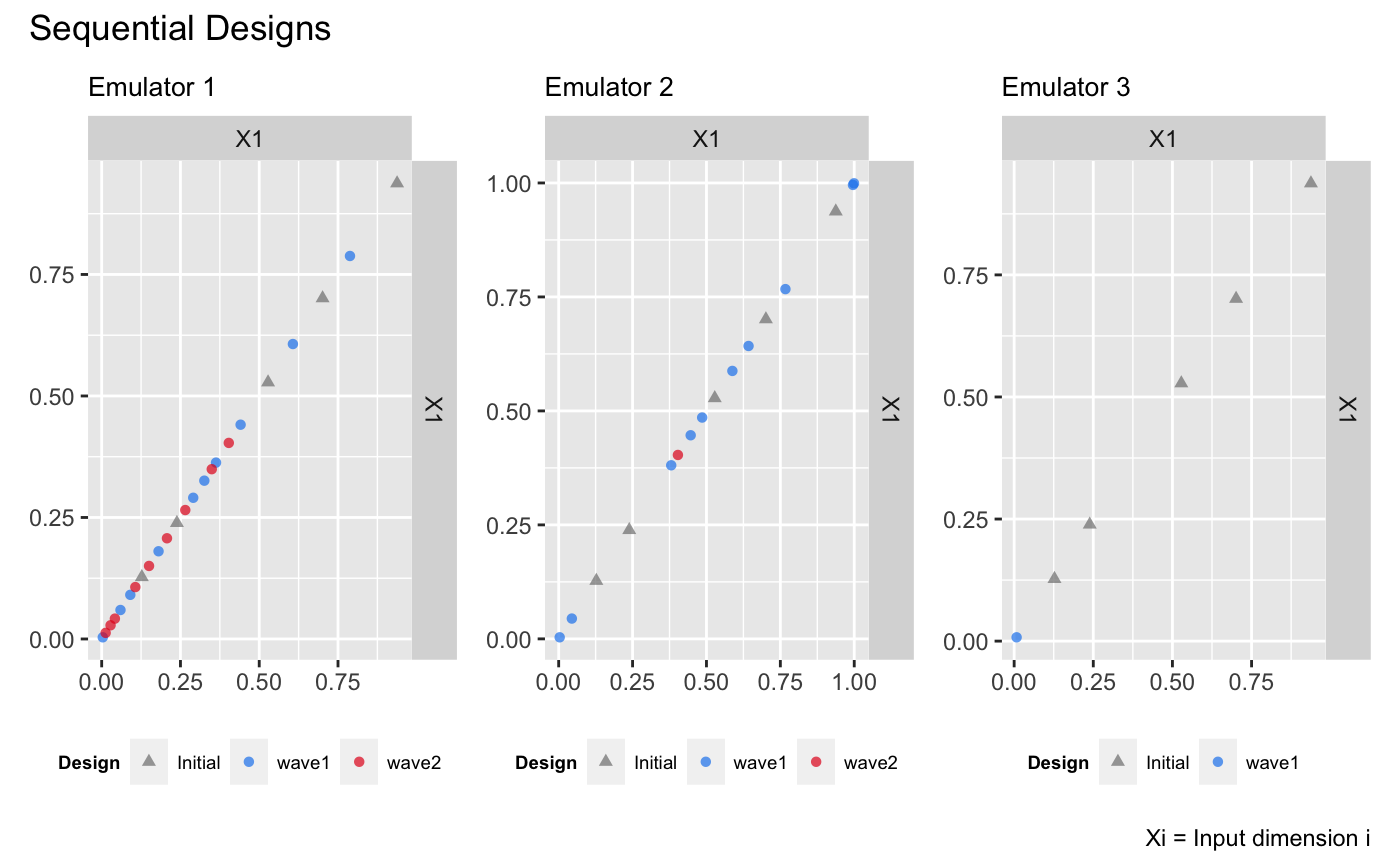 Sequential Designs
Emulator 1 Emulator 2 Emulator 3
X1 X1 X1
1.00
0.75 0.75 0.75
0.50 0.50 0.50
X1 X1 X1
0.25 0.25 0.25
0.00 0.00 0.00
0.00 0.25 0.50 0.75 0.00 0.25 0.50 0.75 1.00 0.00 0.25 0.50 0.75
Design Initial wave1 wave2 Design Initial wave1 wave2 Design Initial wave1
Xi = Input dimension i